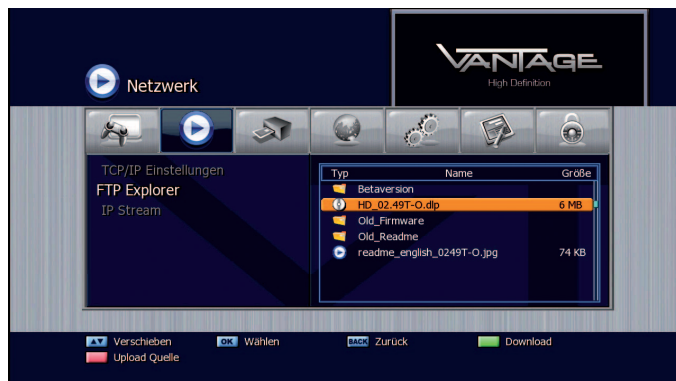 VANTAGE
High Definition
Netzwerk
TCP/IP Einstellungen
FTP Explorer
IP Stream
Typ Name Größe
Betaversion
HD_02.49T-O.dlp 6 MB
Old_Firmware
Old_Readme
readme_english_0249T-O.jpg 74 KB
Verschieben OK Wählen BACK Zurück Download
Upload Quelle